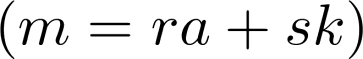 (m = ra + sk)